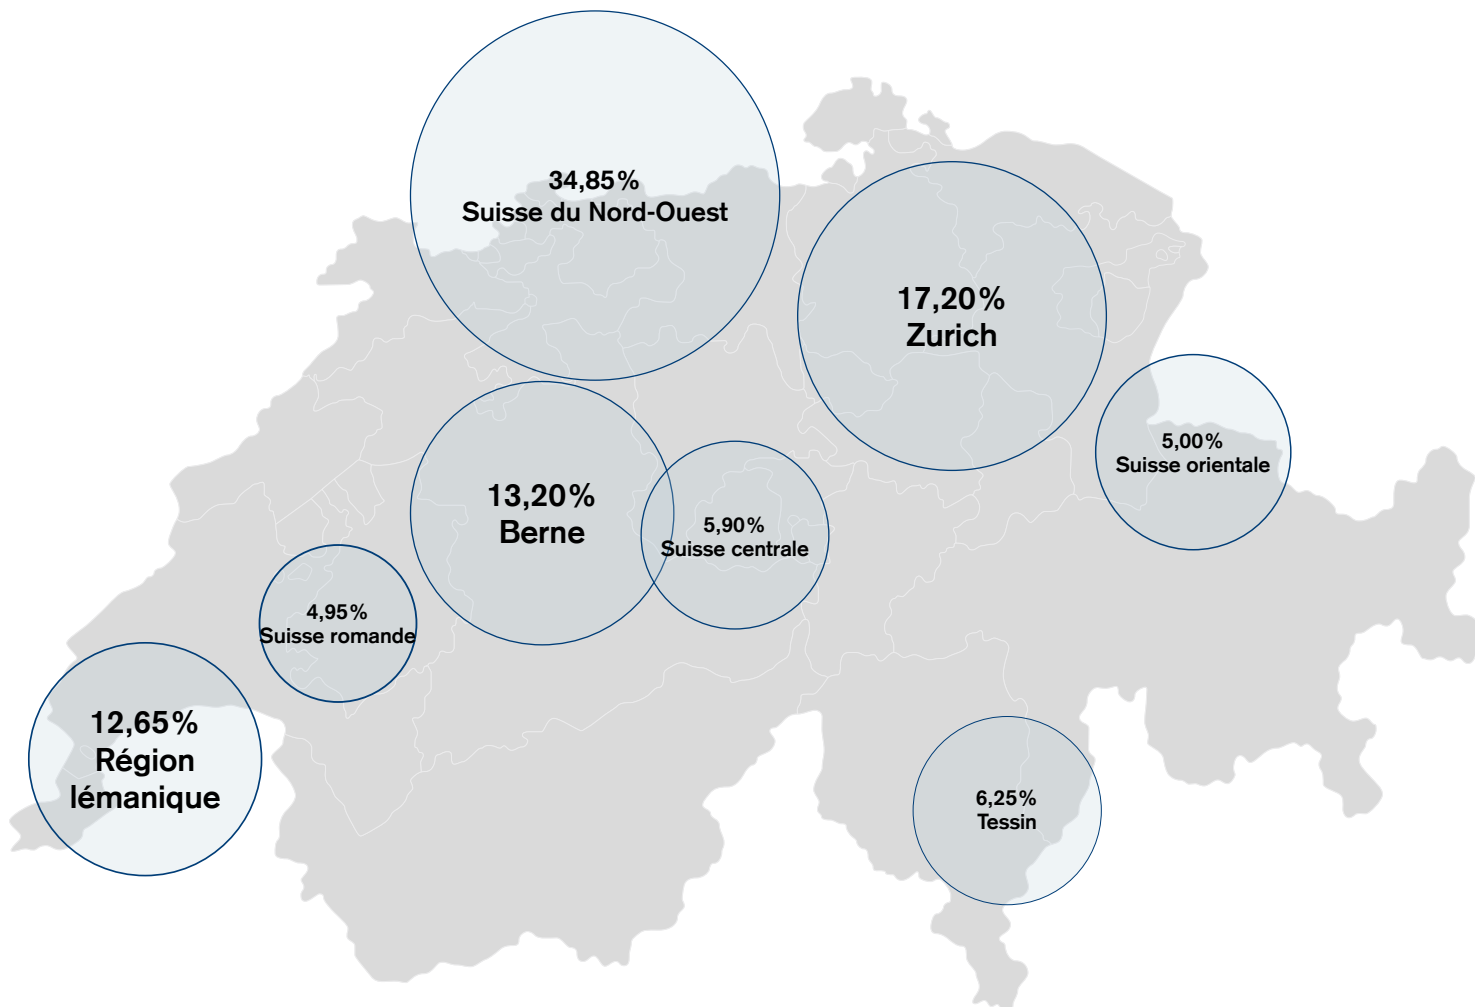 34,85%
Suisse du Nord-Ouest
17,20%
Zurich
5,00%
Suisse orientale
13,20%
Berne
5,90%
Suisse centrale
4,95%
Suisse romande
12,65%
Région
lémanique
6,25%
Tessin